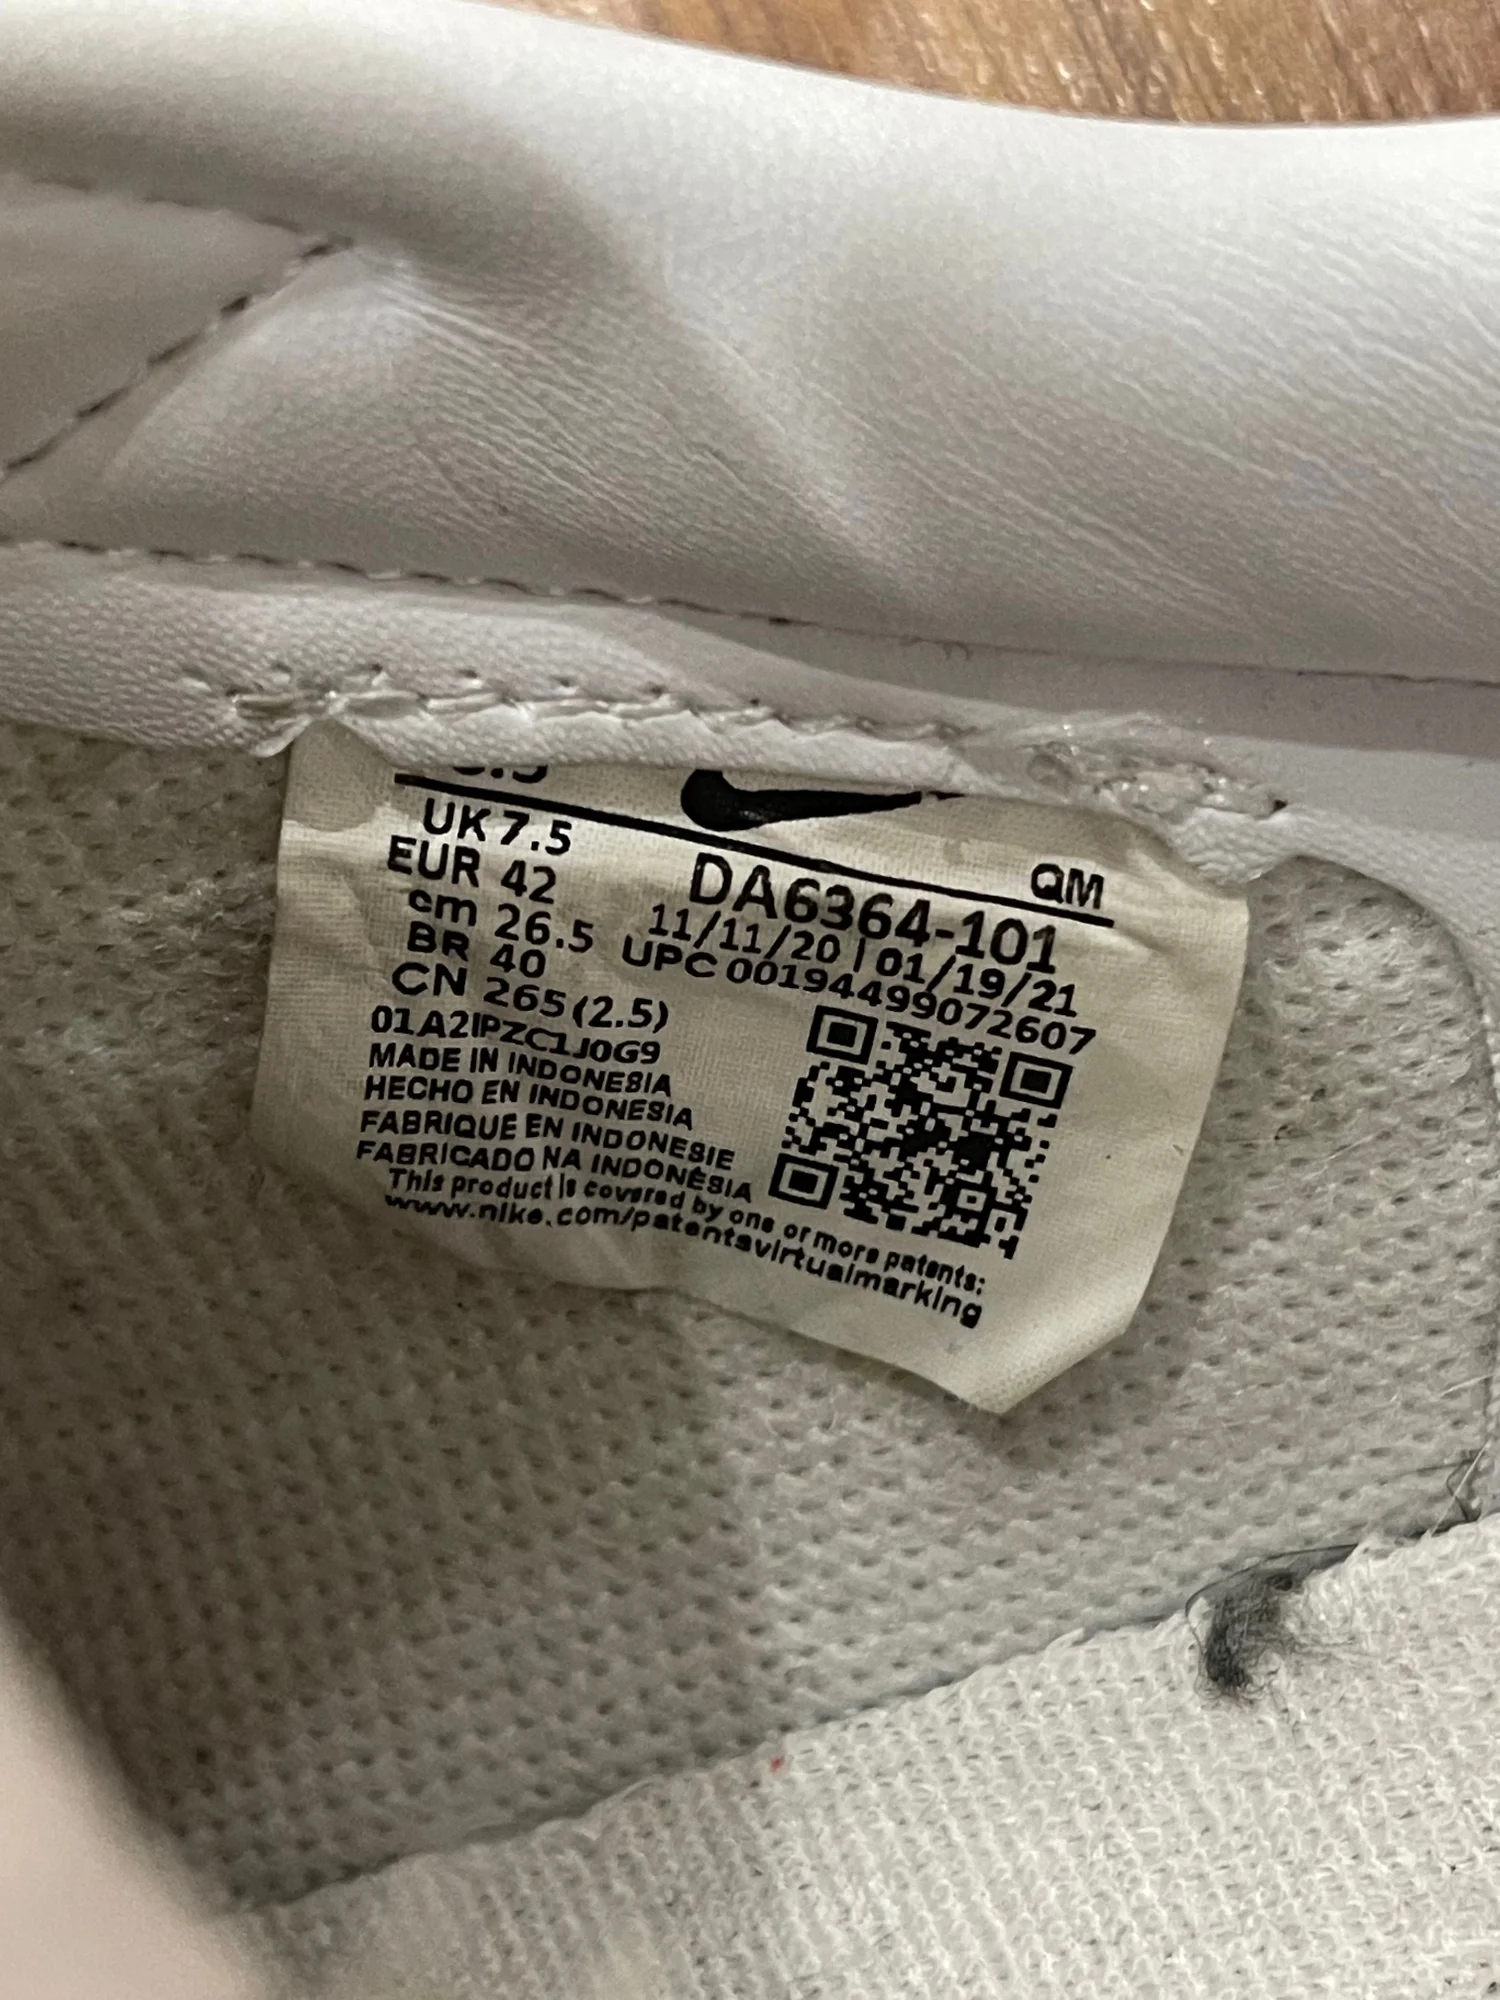 UK 7.5
EUR 42
cm 26.5
BR 40
CN 265 (2.5)
QM
DA6364-101
11/11/20 | 01/19/21
UPC 00194499072607
01A2IPZC1J0G9
MADE IN INDONESIA
HECHO EN INDONESIA
FABRIQUE EN INDONESIE
FABRICADO NA INDONÉSIA
This product is covered by one or more patents:
www.nike.com/patentsvirtualmarking